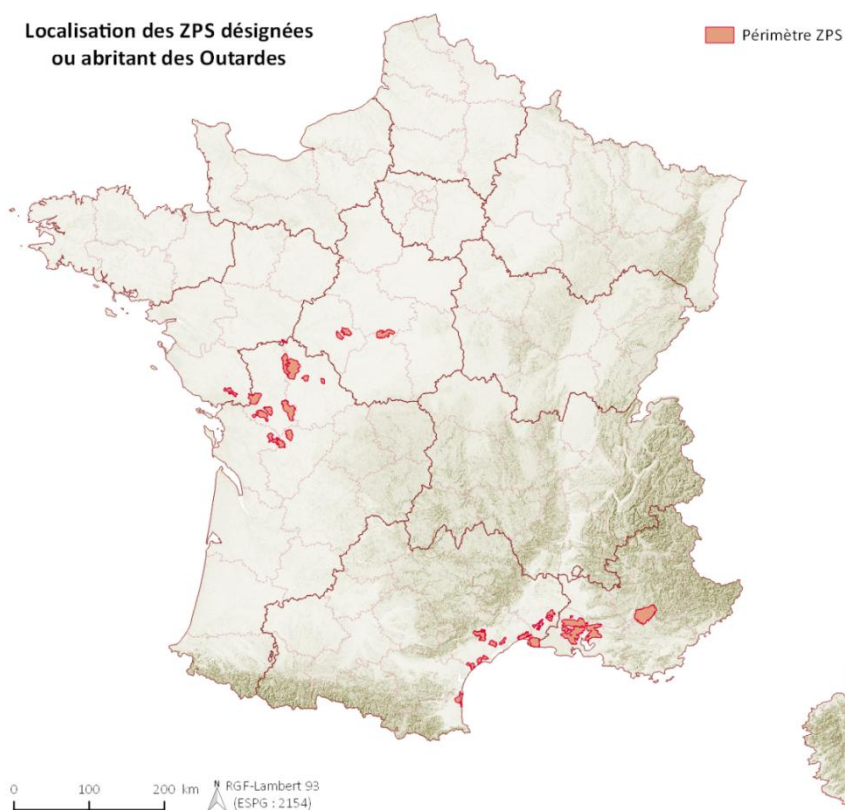 Localisation des ZPS désignées
ou abritant des Outardes
Périmètre ZPS
0 100 200 km
N
RGF-Lambert 93
(ESPG : 2154)